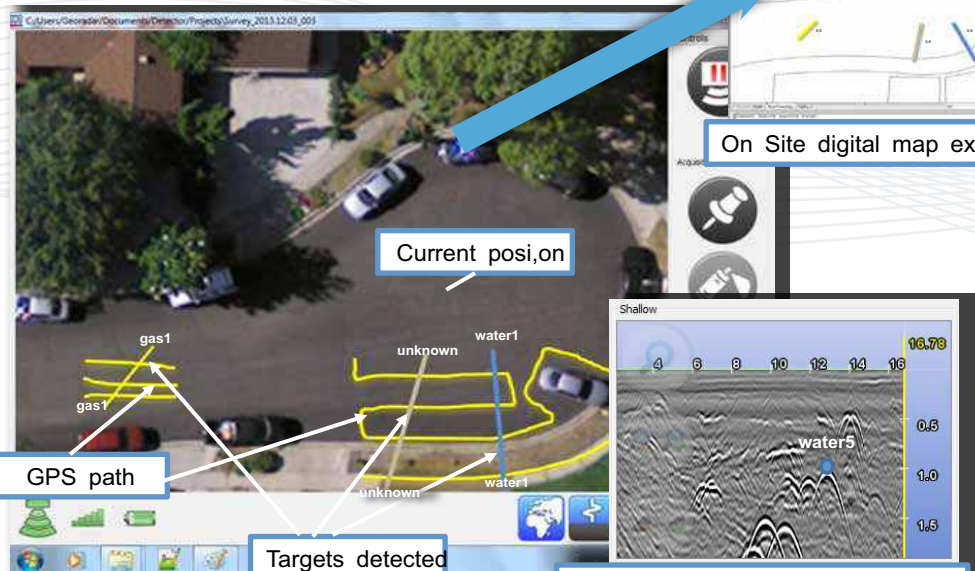 C:/Users/Georadar/Documents/Detector/Projects/Survey_2013.12.03_003
On Site digital map ex
Current posi,on
gas1
gas1
unknown
water1
unknown
water1
GPS path
Targets detected
Shallow
16.78
4 6 8 10 12 14 16
0.5
water5
1.0
1.5